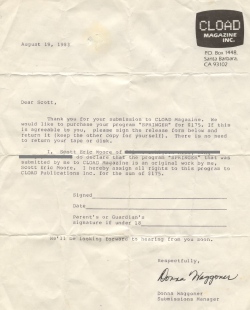 CLOAD
MAGAZINE
INC.
P.O. Box 1448
Santa Barbara,
CA 93102
August 19, 1981
Dear Scott,
Thank you for your submission to CLOAD Magazine. We
would like to purchase your program "SPRINGER" for $175. If this
is agreeable to you, please sign the release form below and
return it (keep the other copy for yourself). There is no need
to return your tape or disk.
I, Scott Eric Moore of
do declare that the program "SPRINGER" that was
submitted by me to CLOAD Magazine is an original work by me,
Scott Eric Moore. I hereby assign all rights to this program to
CLOAD Publications Inc. for the sum of $175.
Signed
Date
Parent's or Guardian's
signature if under 18
We'll be looking forward to hearing from you soon.
Respectfully,
Donna Waggoner
Donna Waggoner
Submissions Manager